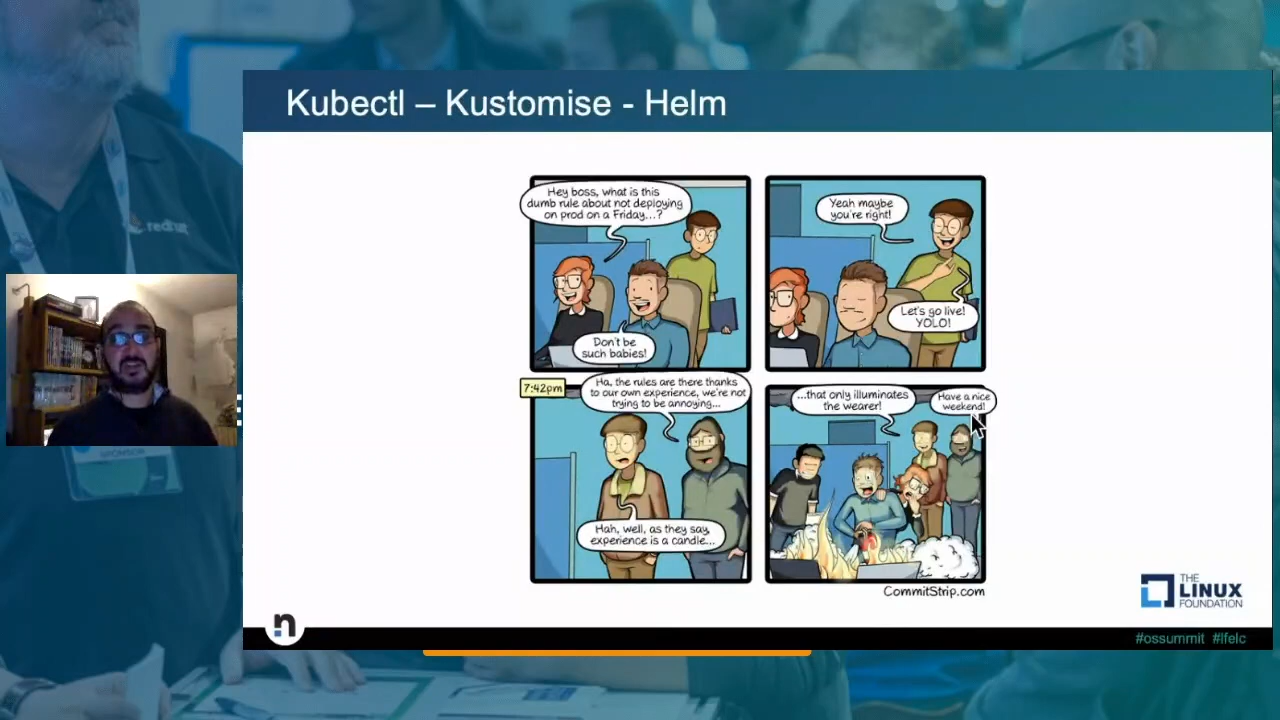 Kubectl – Kustomise - Helm
Hey boss, what is this
dumb rule about not deploying
on prod on a Friday...?
Don't be
such babies!
Yeah maybe
you're right!
Let's go live!
YOLO!
7:42pm
Ha, the rules are there thanks
to our own experience, we're not
trying to be annoying...
Hah, well, as they say,
experience is a candle...
...that only illuminates
the wearer!
Have a nice
weekend!
CommitStrip.com
THE
LINUX
FOUNDATION
n
#ossummit #lfelc
redhat
SPONSOR